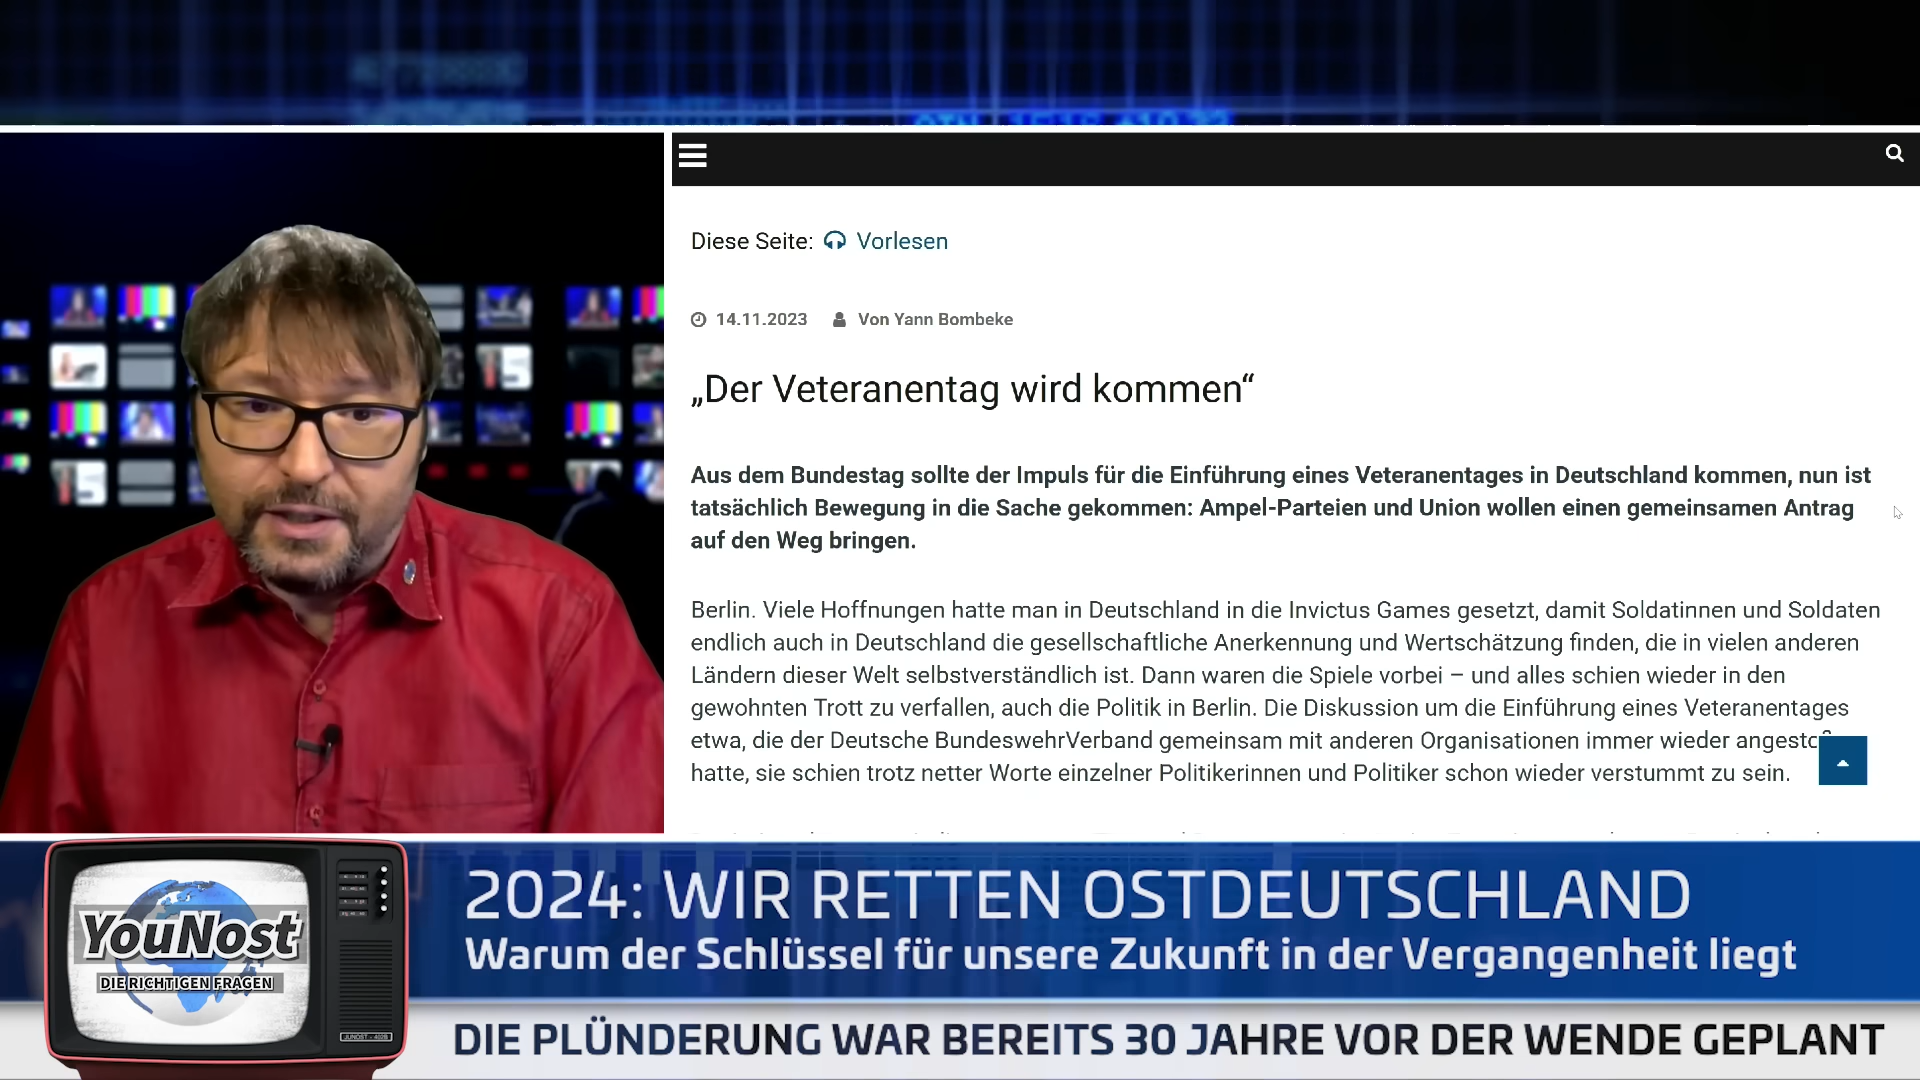 Diese Seite: Vorlesen
14.11.2023 Von Yann Bombeke
„Der Veteranentag wird kommen“
Aus dem Bundestag sollte der Impuls für die Einführung eines Veteranentages in Deutschland kommen, nun ist
tatsächlich Bewegung in die Sache gekommen: Ampel-Parteien und Union wollen einen gemeinsamen Antrag
auf den Weg bringen.
Berlin. Viele Hoffnungen hatte man in Deutschland in die Invictus Games gesetzt, damit Soldatinnen und Soldaten
endlich auch in Deutschland die gesellschaftliche Anerkennung und Wertschätzung finden, die in vielen anderen
Ländern dieser Welt selbstverständlich ist. Dann waren die Spiele vorbei – und alles schien wieder in den
gewohnten Trott zu verfallen, auch die Politik in Berlin. Die Diskussion um die Einführung eines Veteranentages
etwa, die der Deutsche BundeswehrVerband gemeinsam mit anderen Organisationen immer wieder
hatte, sie schien trotz netter Worte einzelner Politikerinnen und Politiker schon wieder verstummt zu sein.
YouNost
DIE RICHTIGEN FRAGEN
JUNOST - 402B
2024: WIR RETTEN OSTDEUTSCHLAND
Warum der Schlüssel für unsere Zukunft in der Vergangenheit liegt
DIE PLÜNDERUNG WAR BEREITS 30 JAHRE VOR DER WENDE GEPLANT